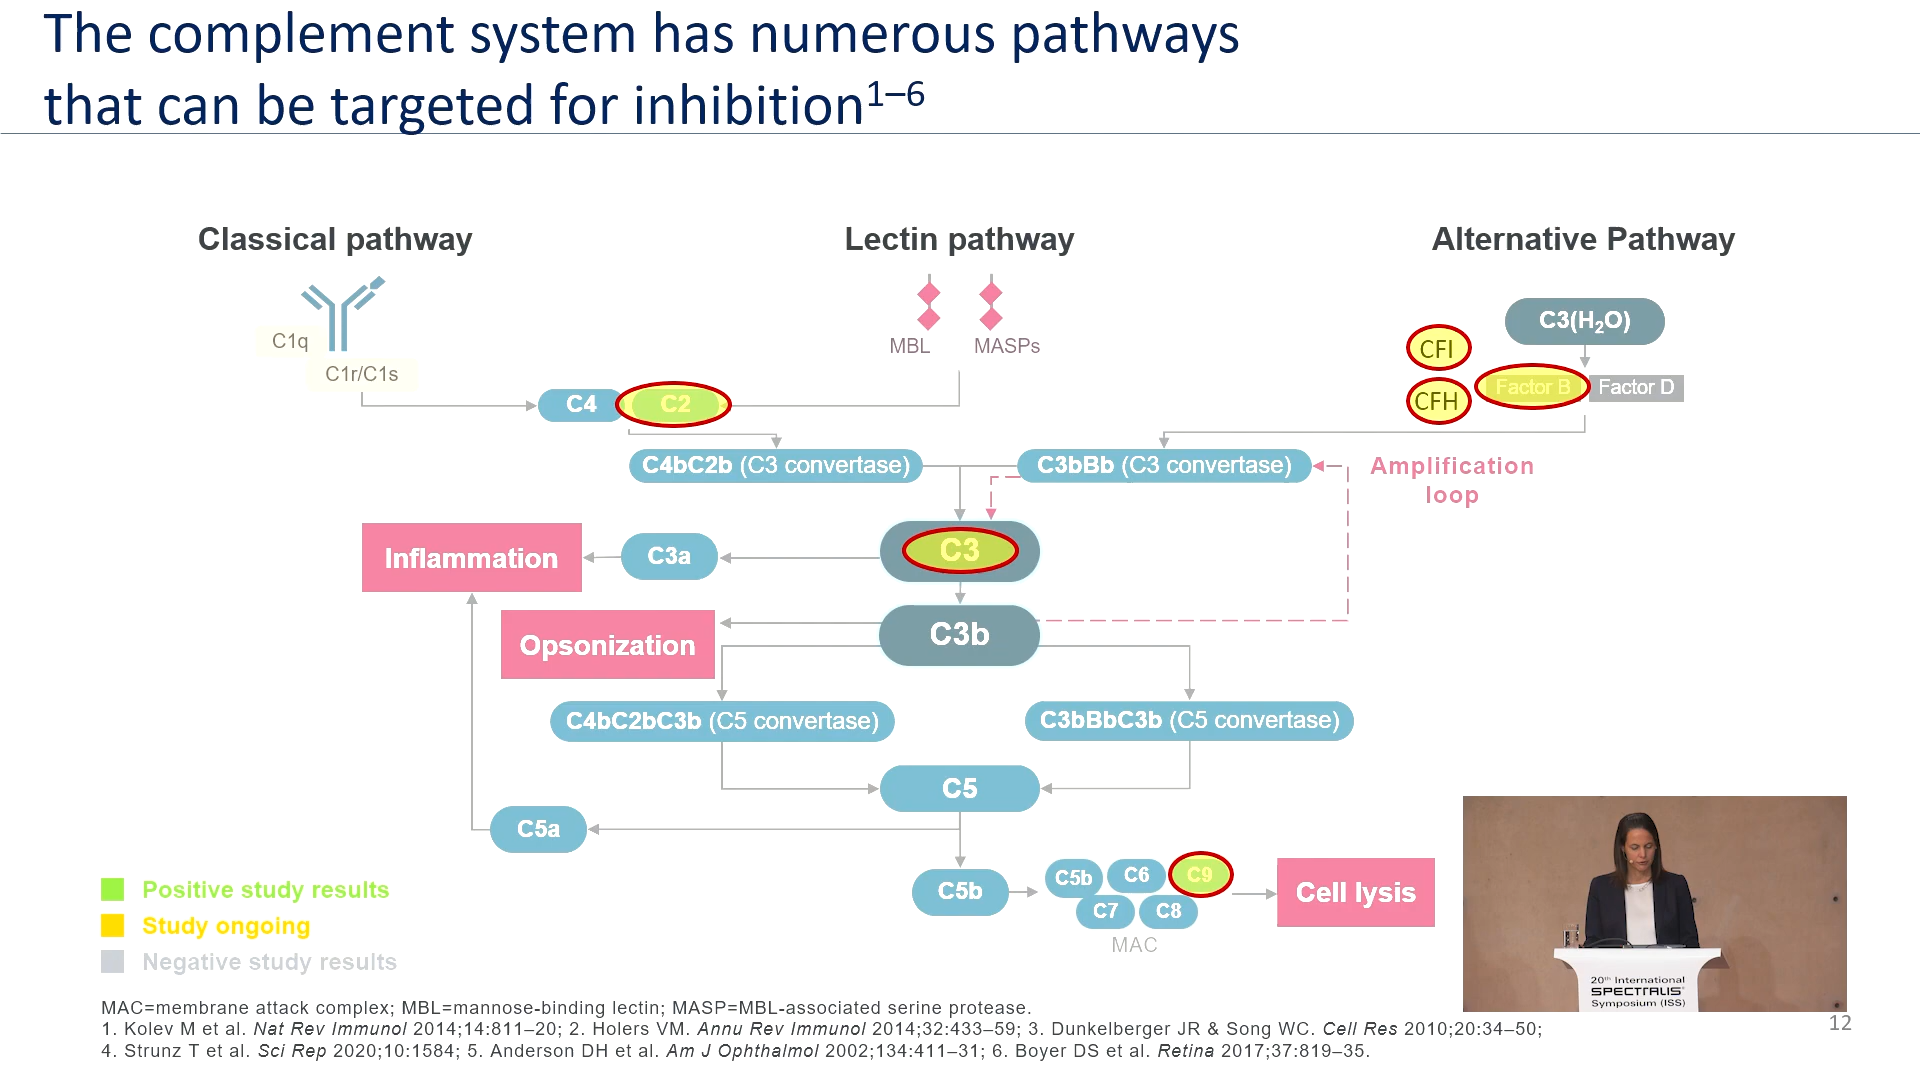 The complement system has numerous pathways
that can be targeted for inhibition¹⁻⁶
Classical pathway
Lectin pathway
Alternative Pathway
C1q
C1r/C1s
MBL
MASPs
C3(H₂O)
CFI
CFH
Factor B
Factor D
C4
C2
C4bC2b (C3 convertase)
C3bBb (C3 convertase)
Amplification
loop
Inflammation
C3a
C3
Opsonization
C3b
C4bC2bC3b (C5 convertase)
C3bBbC3b (C5 convertase)
C5
C5a
C5b
C5b
C6
C9
C7
C8
MAC
Cell lysis
Positive study results
Study ongoing
Negative study results
20th International
SPECTRALIS
Symposium (ISS)
MAC=membrane attack complex; MBL=mannose-binding lectin; MASP=MBL-associated serine protease.
1. Kolev M et al. Nat Rev Immunol 2014;14:811–20; 2. Holers VM. Annu Rev Immunol 2014;32:433–59; 3. Dunkelberger JR & Song WC. Cell Res 2010;20:34–50;
4. Strunz T et al. Sci Rep 2020;10:1584; 5. Anderson DH et al. Am J Ophthalmol 2002;134:411–31; 6. Boyer DS et al. Retina 2017;37:819–35.
12